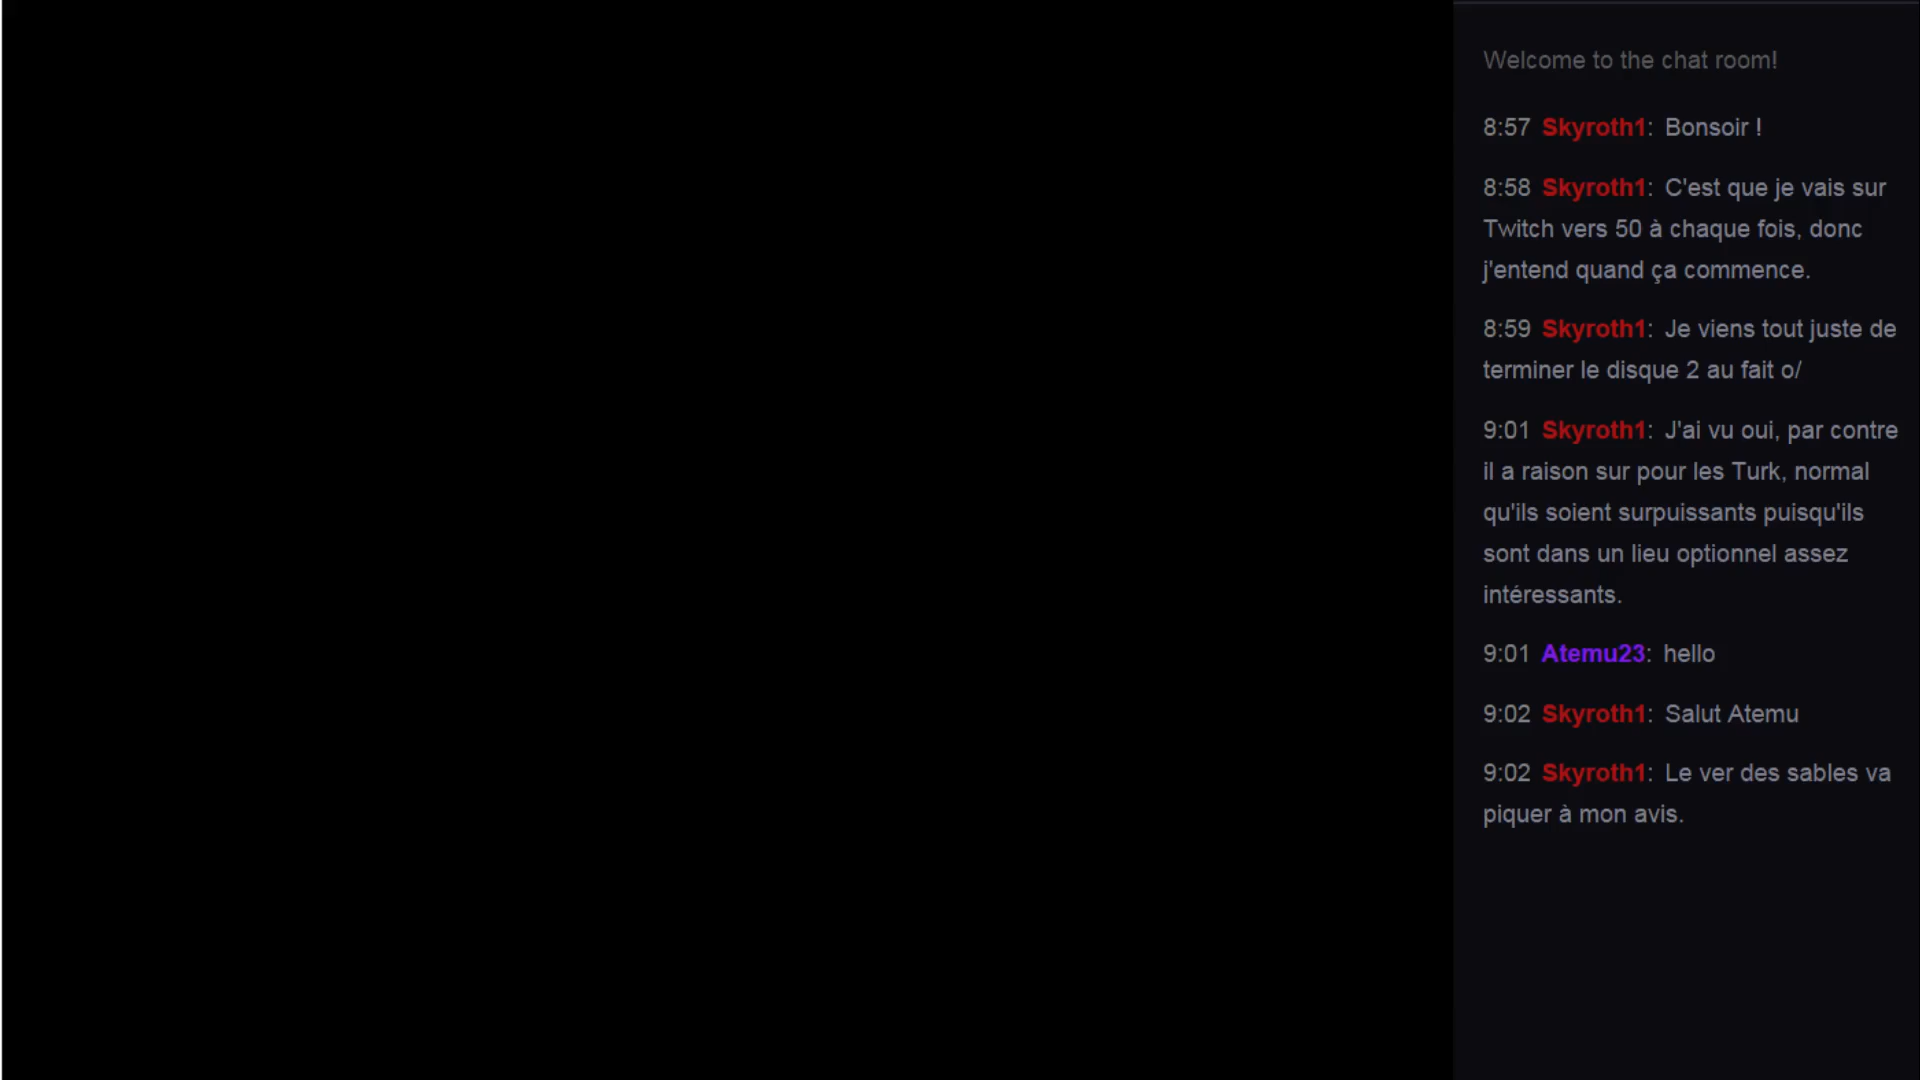 Welcome to the chat room!
8:57 Skyroth1: Bonsoir !
8:58 Skyroth1: C'est que je vais sur
Twitch vers 50 à chaque fois, donc
j'entend quand ça commence.
8:59 Skyroth1: Je viens tout juste de
terminer le disque 2 au fait o/
9:01 Skyroth1: J'ai vu oui, par contre
il a raison sur pour les Turk, normal
qu'ils soient surpuissants puisqu'ils
sont dans un lieu optionnel assez
intéressants.
9:01 Atemu23: hello
9:02 Skyroth1: Salut Atemu
9:02 Skyroth1: Le ver des sables va
piquer à mon avis.